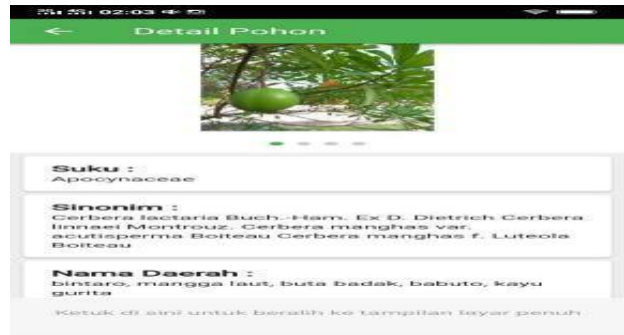 02:03
Detail Pohon
Suku :
Apocynaceae
Sinonim :
Cerbera lactaria Buch.-Ham. Ex D. Dietrich Cerbera
linnaei Montrouz. Cerbera manghas var.
acutisperma Boiteau Cerbera manghas f. Luteola
Boiteau
Nama Daerah :
bintaro, mangga laut, buta badak, babuto, kayu
gurita
Ketuk di sini untuk beralih ke tampilan layar penuh